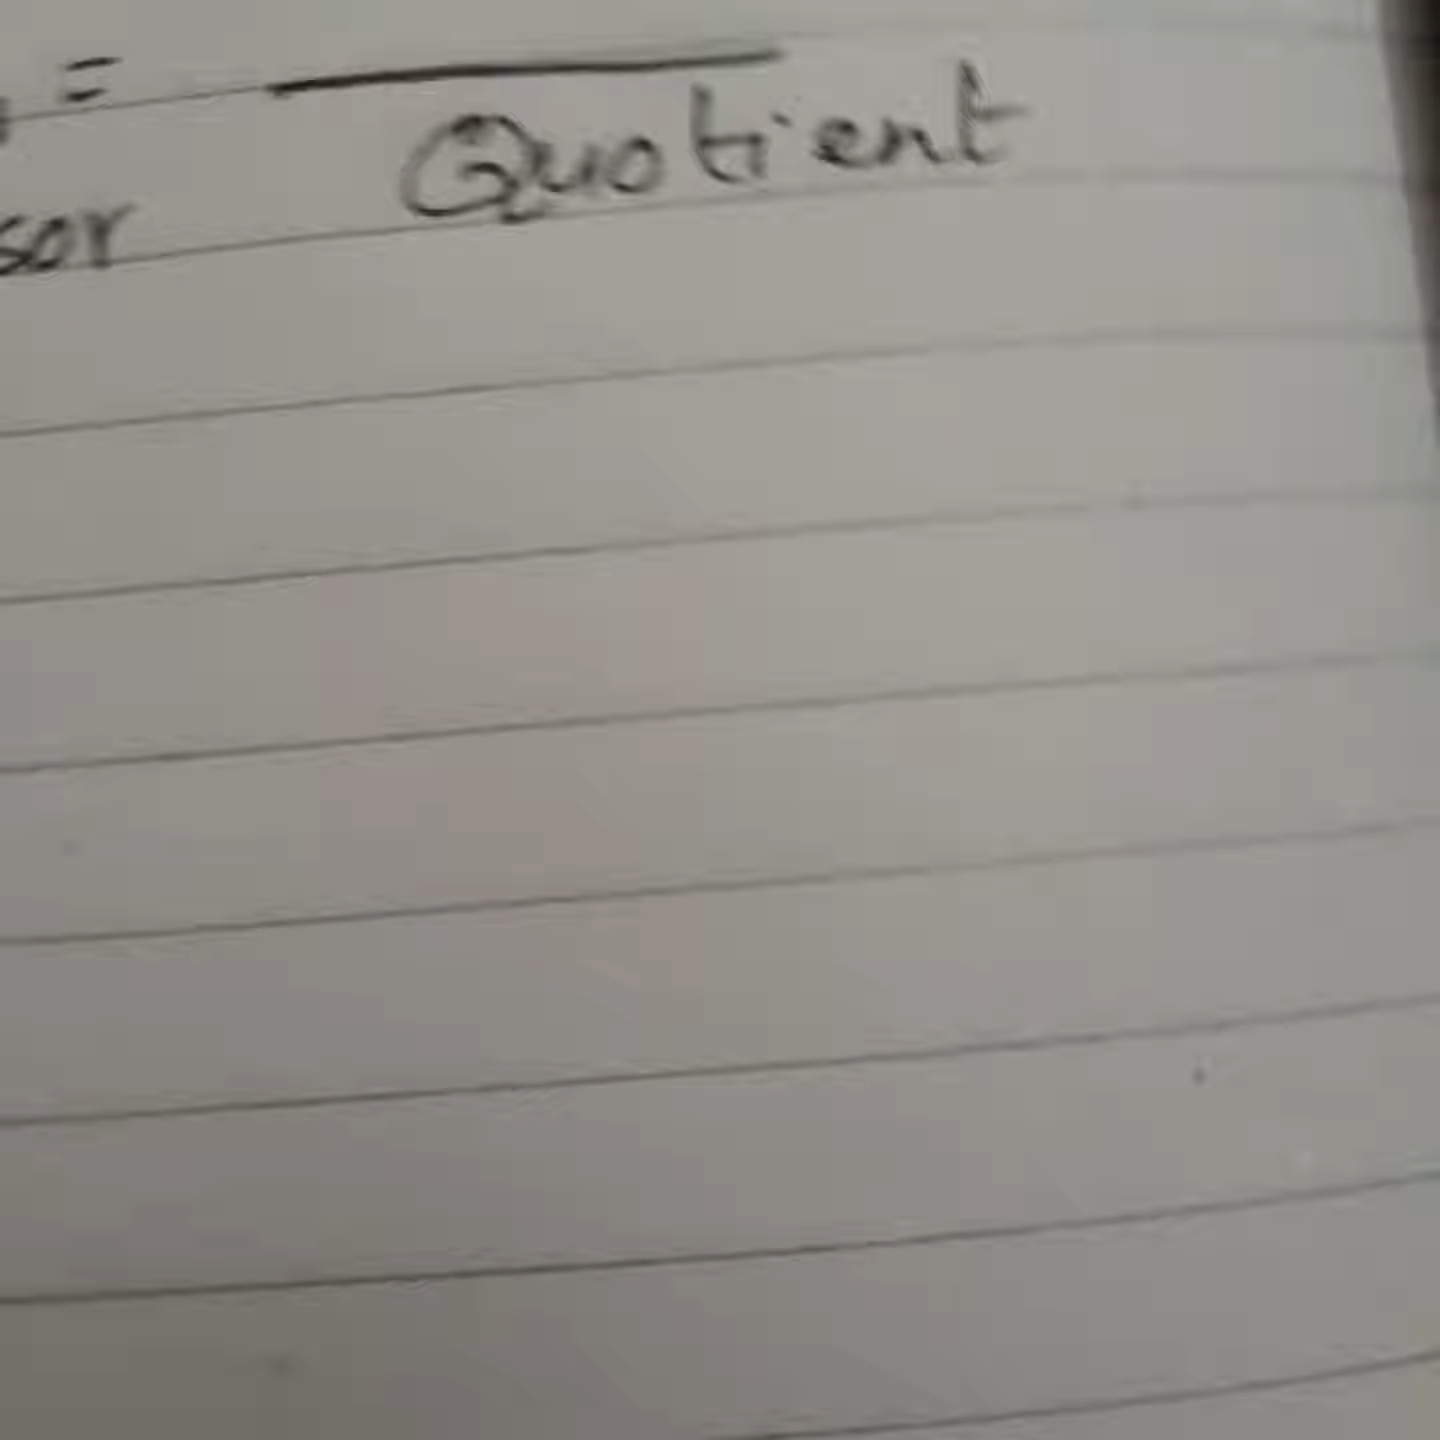 =
sor Quotient